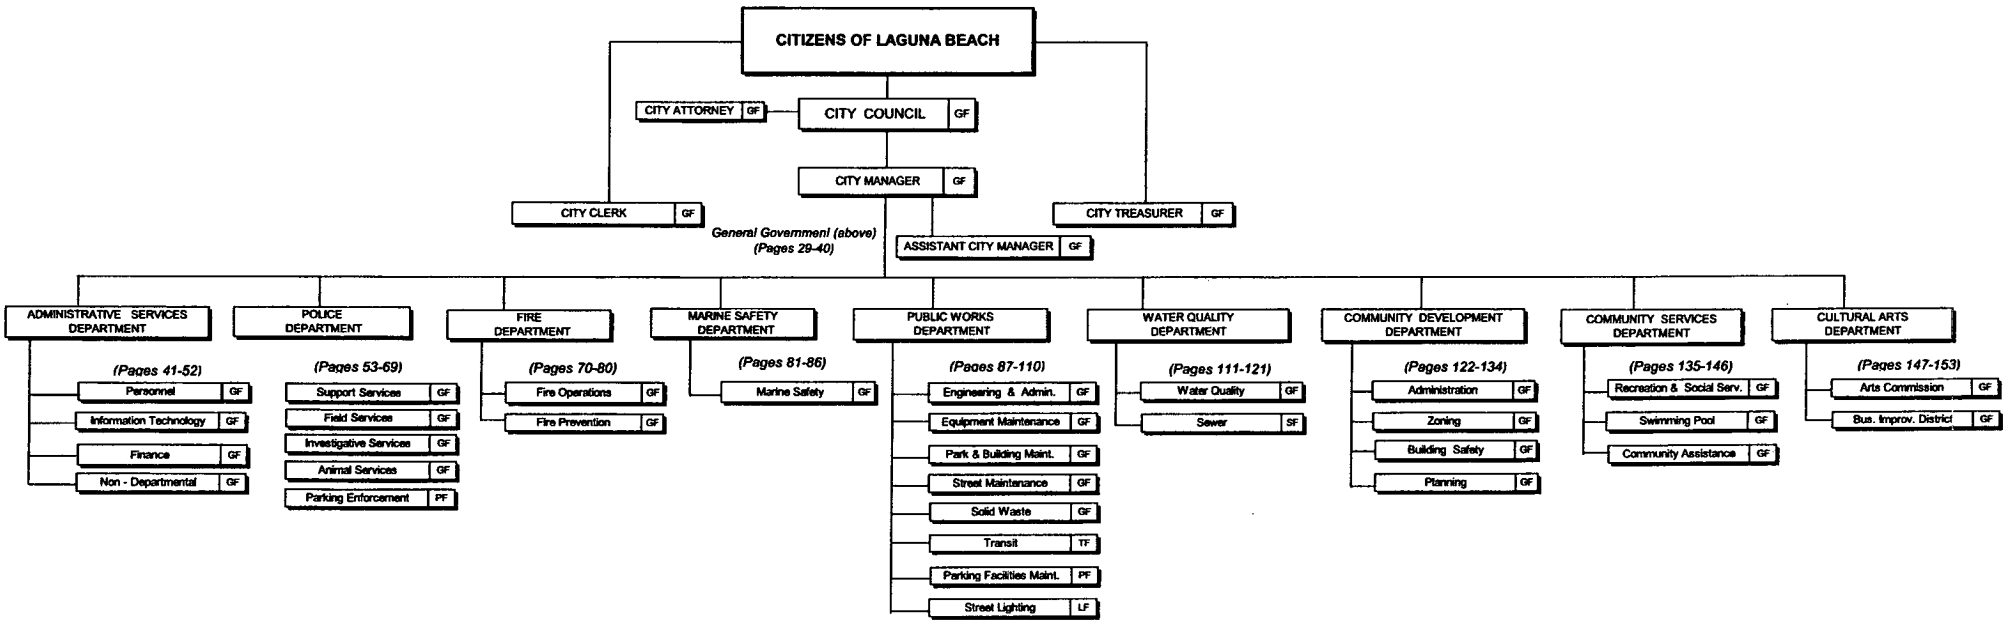 CITIZENS OF LAGUNA BEACH
CITY ATTORNEY GF
CITY COUNCIL GF
CITY MANAGER GF
CITY CLERK GF
CITY TREASURER GF
General Government (above)
(Pages 29-40)
ASSISTANT CITY MANAGER GF
ADMINISTRATIVE SERVICES
DEPARTMENT
(Pages 41-52)
Personnel GF
Information Technology GF
Finance GF
Non - Departmental GF
POLICE
DEPARTMENT
(Pages 53-69)
Support Services GF
Field Services GF
Investigative Services GF
Animal Services GF
Parking Enforcement PF
FIRE
DEPARTMENT
(Pages 70-80)
Fire Operations GF
Fire Prevention GF
MARINE SAFETY
DEPARTMENT
(Pages 81-86)
Marine Safety GF
PUBLIC WORKS
DEPARTMENT
(Pages 87-110)
Engineering & Admin. GF
Equipment Maintenance GF
Park & Building Maint. GF
Street Maintenance GF
Solid Waste GF
Transit TF
Parking Facilities Maint. PF
Street Lighting LF
WATER QUALITY
DEPARTMENT
(Pages 111-121)
Water Quality GF
Sewer SF
COMMUNITY DEVELOPMENT
DEPARTMENT
(Pages 122-134)
Administration GF
Zoning GF
Building Safety GF
Planning GF
COMMUNITY SERVICES
DEPARTMENT
(Pages 135-146)
Recreation & Social Serv. GF
Swimming Pool GF
Community Assistance GF
CULTURAL ARTS
DEPARTMENT
(Pages 147-153)
Arts Commission GF
Bus. Improv. District GF